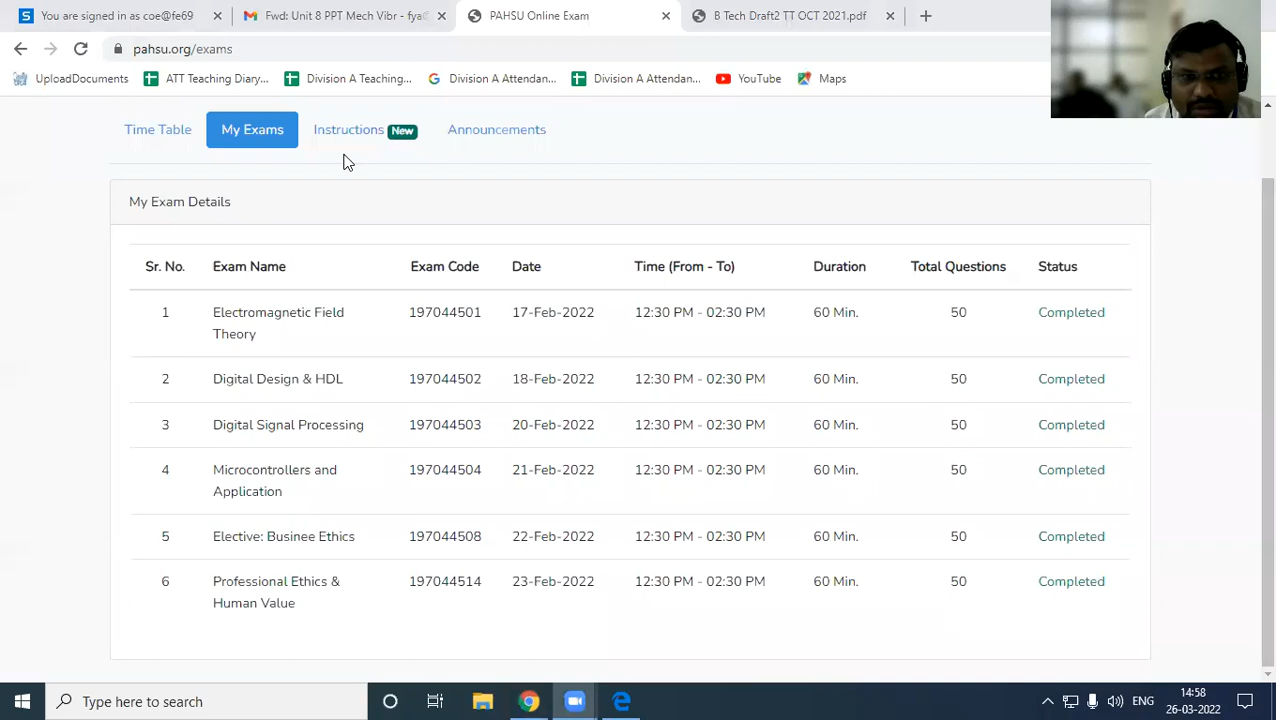 You are signed in as coe@fe69
Fwd: Unit 8 PPT Mech Vibr - fya@
PAHSU Online Exam
B Tech Draft2 TT OCT 2021.pdf
pahsu.org/exams
UploadDocuments
ATT Teaching Diary...
Division A Teaching...
Division A Attendan...
Division A Attendan...
YouTube
Maps
Time Table
My Exams
Instructions New
Announcements
My Exam Details
Sr. No. Exam Name Exam Code Date Time (From - To) Duration Total Questions Status
1 Electromagnetic Field 197044501 17-Feb-2022 12:30 PM - 02:30 PM 60 Min. 50 Completed
Theory
2 Digital Design & HDL 197044502 18-Feb-2022 12:30 PM - 02:30 PM 60 Min. 50 Completed
3 Digital Signal Processing 197044503 20-Feb-2022 12:30 PM - 02:30 PM 60 Min. 50 Completed
4 Microcontrollers and 197044504 21-Feb-2022 12:30 PM - 02:30 PM 60 Min. 50 Completed
Application
5 Elective: Businee Ethics 197044508 22-Feb-2022 12:30 PM - 02:30 PM 60 Min. 50 Completed
6 Professional Ethics & 197044514 23-Feb-2022 12:30 PM - 02:30 PM 60 Min. 50 Completed
Human Value
Type here to search
ENG
14:58
26-03-2022